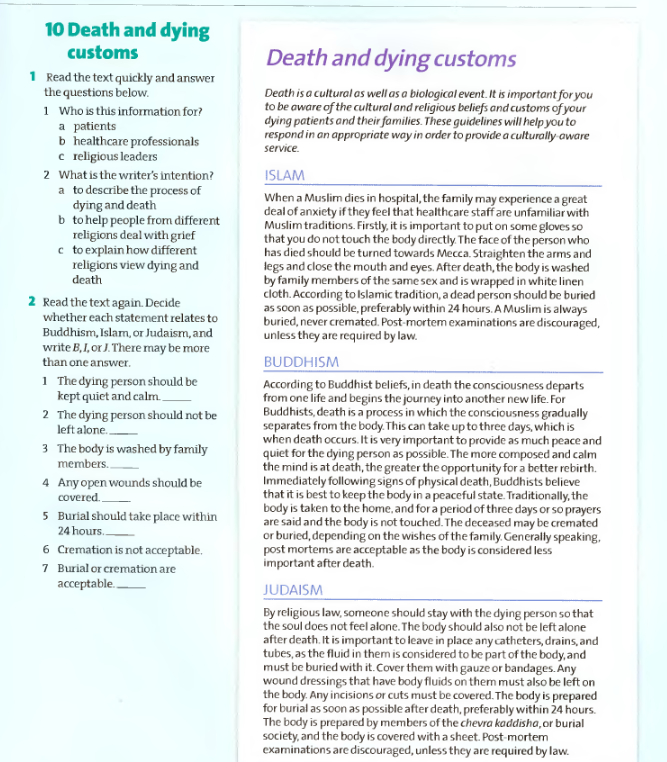 10 Death and dying
customs
1 Read the text quickly and answer
the questions below.
1 Who is this information for?
a patients
b healthcare professionals
c religious leaders
2 What is the writer's intention?
a to describe the process of
dying and death
b to help people from different
religions deal with grief
c to explain how different
religions view dying and
death
2 Read the text again. Decide
whether each statement relates to
Buddhism, Islam, or Judaism, and
write B, I, or J. There may be more
than one answer.
1 The dying person should be
kept quiet and calm. ____
2 The dying person should not be
left alone. ____
3 The body is washed by family
members. ____
4 Any open wounds should be
covered. ____
5 Burial should take place within
24 hours. ____
6 Cremation is not acceptable.
7 Burial or cremation are
acceptable. ____
Death and dying customs
Death is a cultural as well as a biological event. It is important for you
to be aware of the cultural and religious beliefs and customs of your
dying patients and their families. These guidelines will help you to
respond in an appropriate way in order to provide a culturally-aware
service.
ISLAM
When a Muslim dies in hospital, the family may experience a great
deal of anxiety if they feel that healthcare staff are unfamiliar with
Muslim traditions. Firstly, it is important to put on some gloves so
that you do not touch the body directly. The face of the person who
has died should be turned towards Mecca. Straighten the arms and
legs and close the mouth and eyes. After death, the body is washed
by family members of the same sex and is wrapped in white linen
cloth. According to Islamic tradition, a dead person should be buried
as soon as possible, preferably within 24 hours. A Muslim is always
buried, never cremated. Post-mortem examinations are discouraged,
unless they are required by law.
BUDDHISM
According to Buddhist beliefs, in death the consciousness departs
from one life and begins the journey into another new life. For
Buddhists, death is a process in which the consciousness gradually
separates from the body. This can take up to three days, which is
when death occurs. It is very important to provide as much peace and
quiet for the dying person as possible. The more composed and calm
the mind is at death, the greater the opportunity for a better rebirth.
Immediately following signs of physical death, Buddhists believe
that it is best to keep the body in a peaceful state. Traditionally, the
body is taken to the home, and for a period of three days or so prayers
are said and the body is not touched. The deceased may be cremated
or buried, depending on the wishes of the family. Generally speaking,
post mortems are acceptable as the body is considered less
important after death.
JUDAISM
By religious law, someone should stay with the dying person so that
the soul does not feel alone. The body should also not be left alone
after death. It is important to leave in place any catheters, drains, and
tubes, as the fluid in them is considered to be part of the body, and
must be buried with it. Cover them with gauze or bandages. Any
wound dressings that have body fluids on them must also be left on
the body. Any incisions or cuts must be covered. The body is prepared
for burial as soon as possible after death, preferably within 24 hours.
The body is prepared by members of the chevra kaddisha, or burial
society, and the body is covered with a sheet. Post-mortem
examinations are discouraged, unless they are required by law.